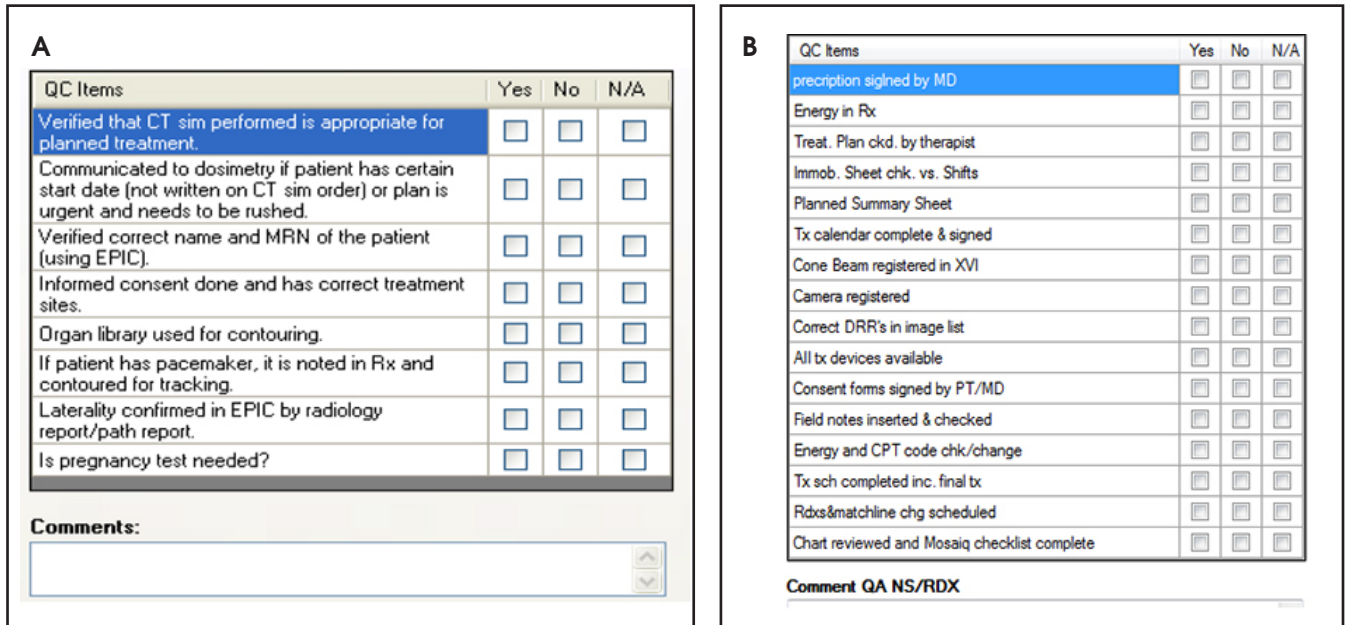 A
QC Items Yes No N/A
Verified that CT sim performed is appropriate for
planned treatment.
Communicated to dosimetry if patient has certain
start date (not written on CT sim order) or plan is
urgent and needs to be rushed.
Verified correct name and MRN of the patient
(using EPIC).
Informed consent done and has correct treatment
sites.
Organ library used for contouring.
If patient has pacemaker, it is noted in Rx and
contoured for tracking.
Laterality confirmed in EPIC by radiology
report/path report.
Is pregnancy test needed?
Comments:
B
QC Items Yes No N/A
precription siglned by MD
Energy in Rx
Treat. Plan ckd. by therapist
Immob. Sheet chk. vs. Shifts
Planned Summary Sheet
Tx calendar complete & signed
Cone Beam registered in XVI
Camera registered
Correct DRR's in image list
All tx devices available
Consent forms signed by PT/MD
Field notes inserted & checked
Energy and CPT code chk/change
Tx sch completed inc. final tx
Rdxs&matchline chg scheduled
Chart reviewed and Mosaiq checklist complete
Comment QA NS/RDX